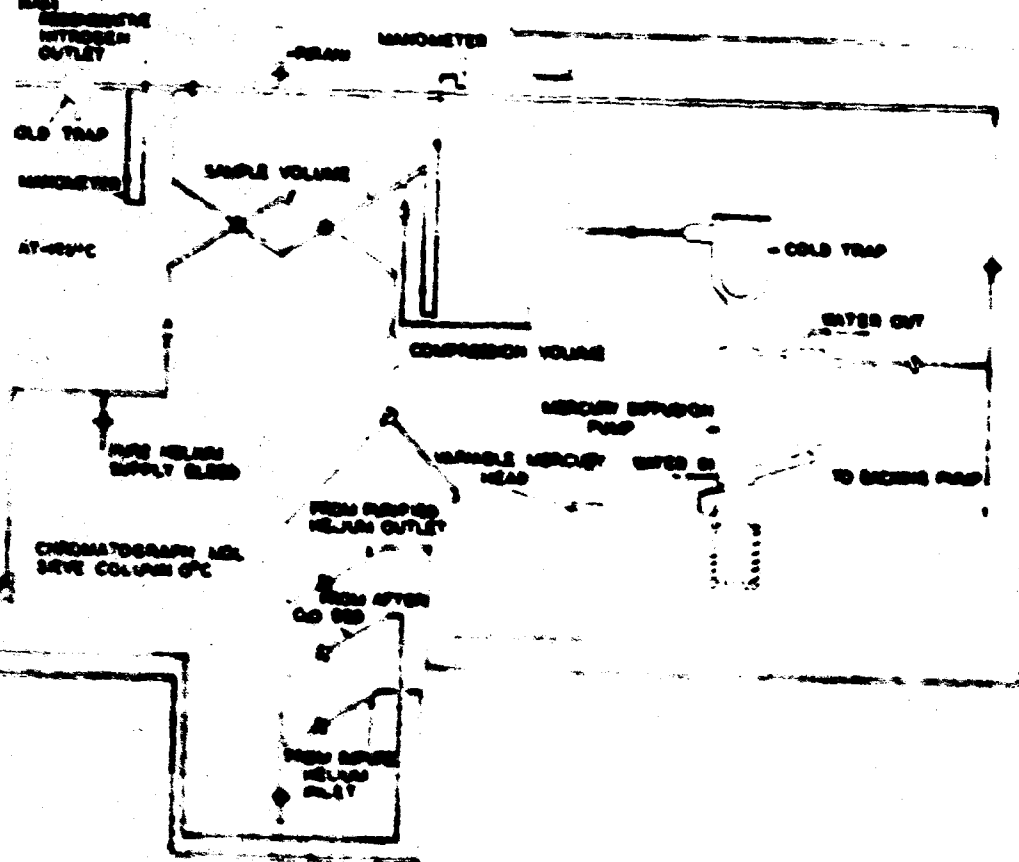 NITROGEN
OUTLET
MANOMETER
OLD TRAP
MANOMETER
SAMPLE VOLUME
COLD TRAP
WATER OUT
COMPRESSION VOLUME
MERCURY DIFFUSION
PUMP
PURE HELIUM
SUPPLY BLEED
VARIABLE MERCURY
HEAD
WATER IN
TO BACKING PUMP
FROM PURIFIED
HELIUM OUTLET
CHROMATOGRAPH MOL
SIEVE COLUMN 0°C
FROM AFTER
CuO BED
FROM IMPURE
HELIUM
INLET